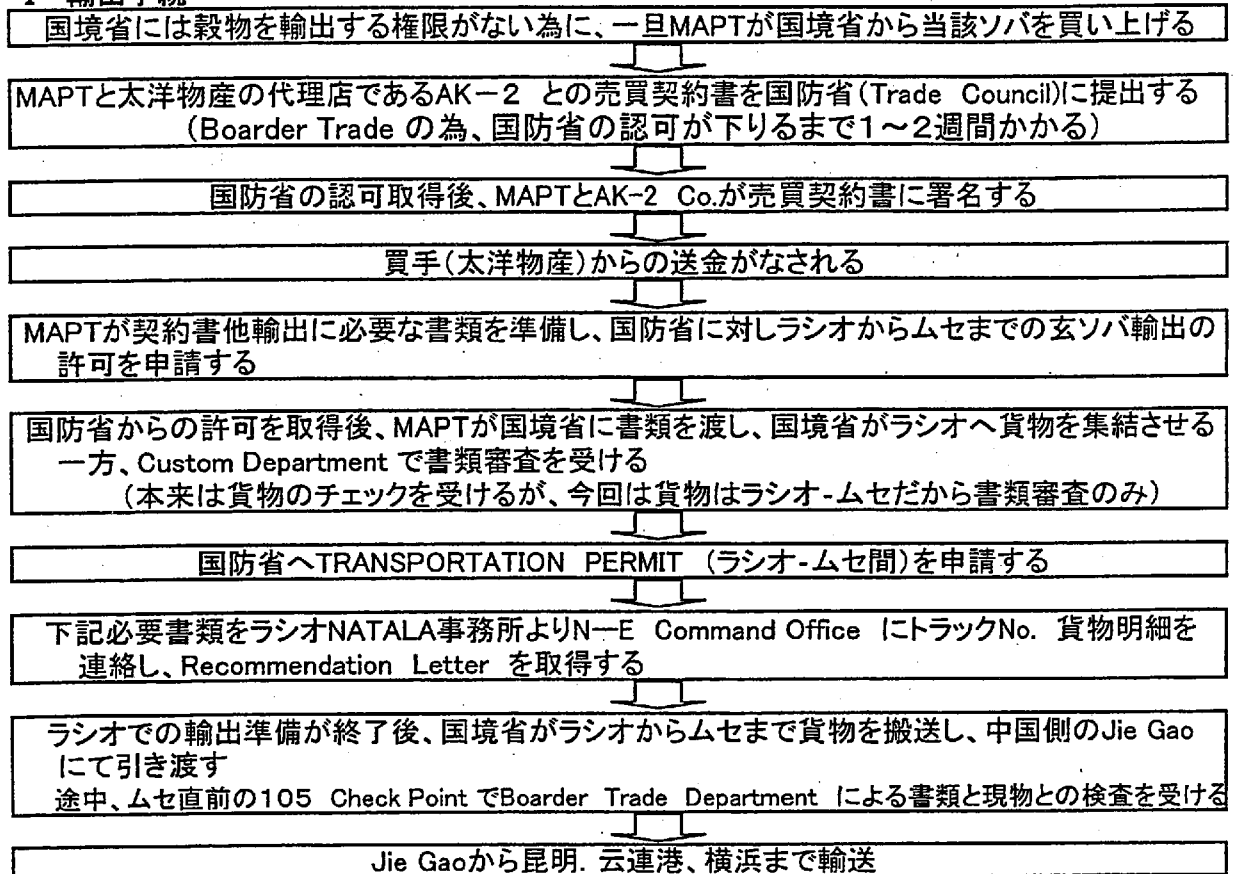 輸出手続
国境省には穀物を輸出する権限がない為に、一旦MAPTが国境省から当該ソバを買い上げる
MAPTと太洋物産の代理店であるAK-2 との売買契約書を国防省(Trade Council)に提出する
(Boarder Trade の為、国防省の認可が下りるまで1~2週間かかる)
国防省の認可取得後、MAPTとAK-2 Co.が売買契約書に署名する
買手(太洋物産)からの送金がなされる
MAPTが契約書他輸出に必要な書類を準備し、国防省に対しラシオからムセまでの玄ソバ輸出の
許可を申請する
国防省からの許可を取得後、MAPTが国境省に書類を渡し、国境省がラシオへ貨物を集結させる
一方、Custom Department で書類審査を受ける
(本来は貨物のチェックを受けるが、今回は貨物はラシオ-ムセだから書類審査のみ)
国防省へTRANSPORTATION PERMIT (ラシオ-ムセ間)を申請する
下記必要書類をラシオNATALA事務所よりN-E Command Office にトラックNo. 貨物明細を
連絡し、Recommendation Letter を取得する
ラシオでの輸出準備が終了後、国境省がラシオからムセまで貨物を搬送し、中国側のJie Gao
にて引き渡す
途中、ムセ直前の105 Check Point でBoarder Trade Department による書類と現物との検査を受ける
Jie Gaoから昆明. 云連港、横浜まで輸送